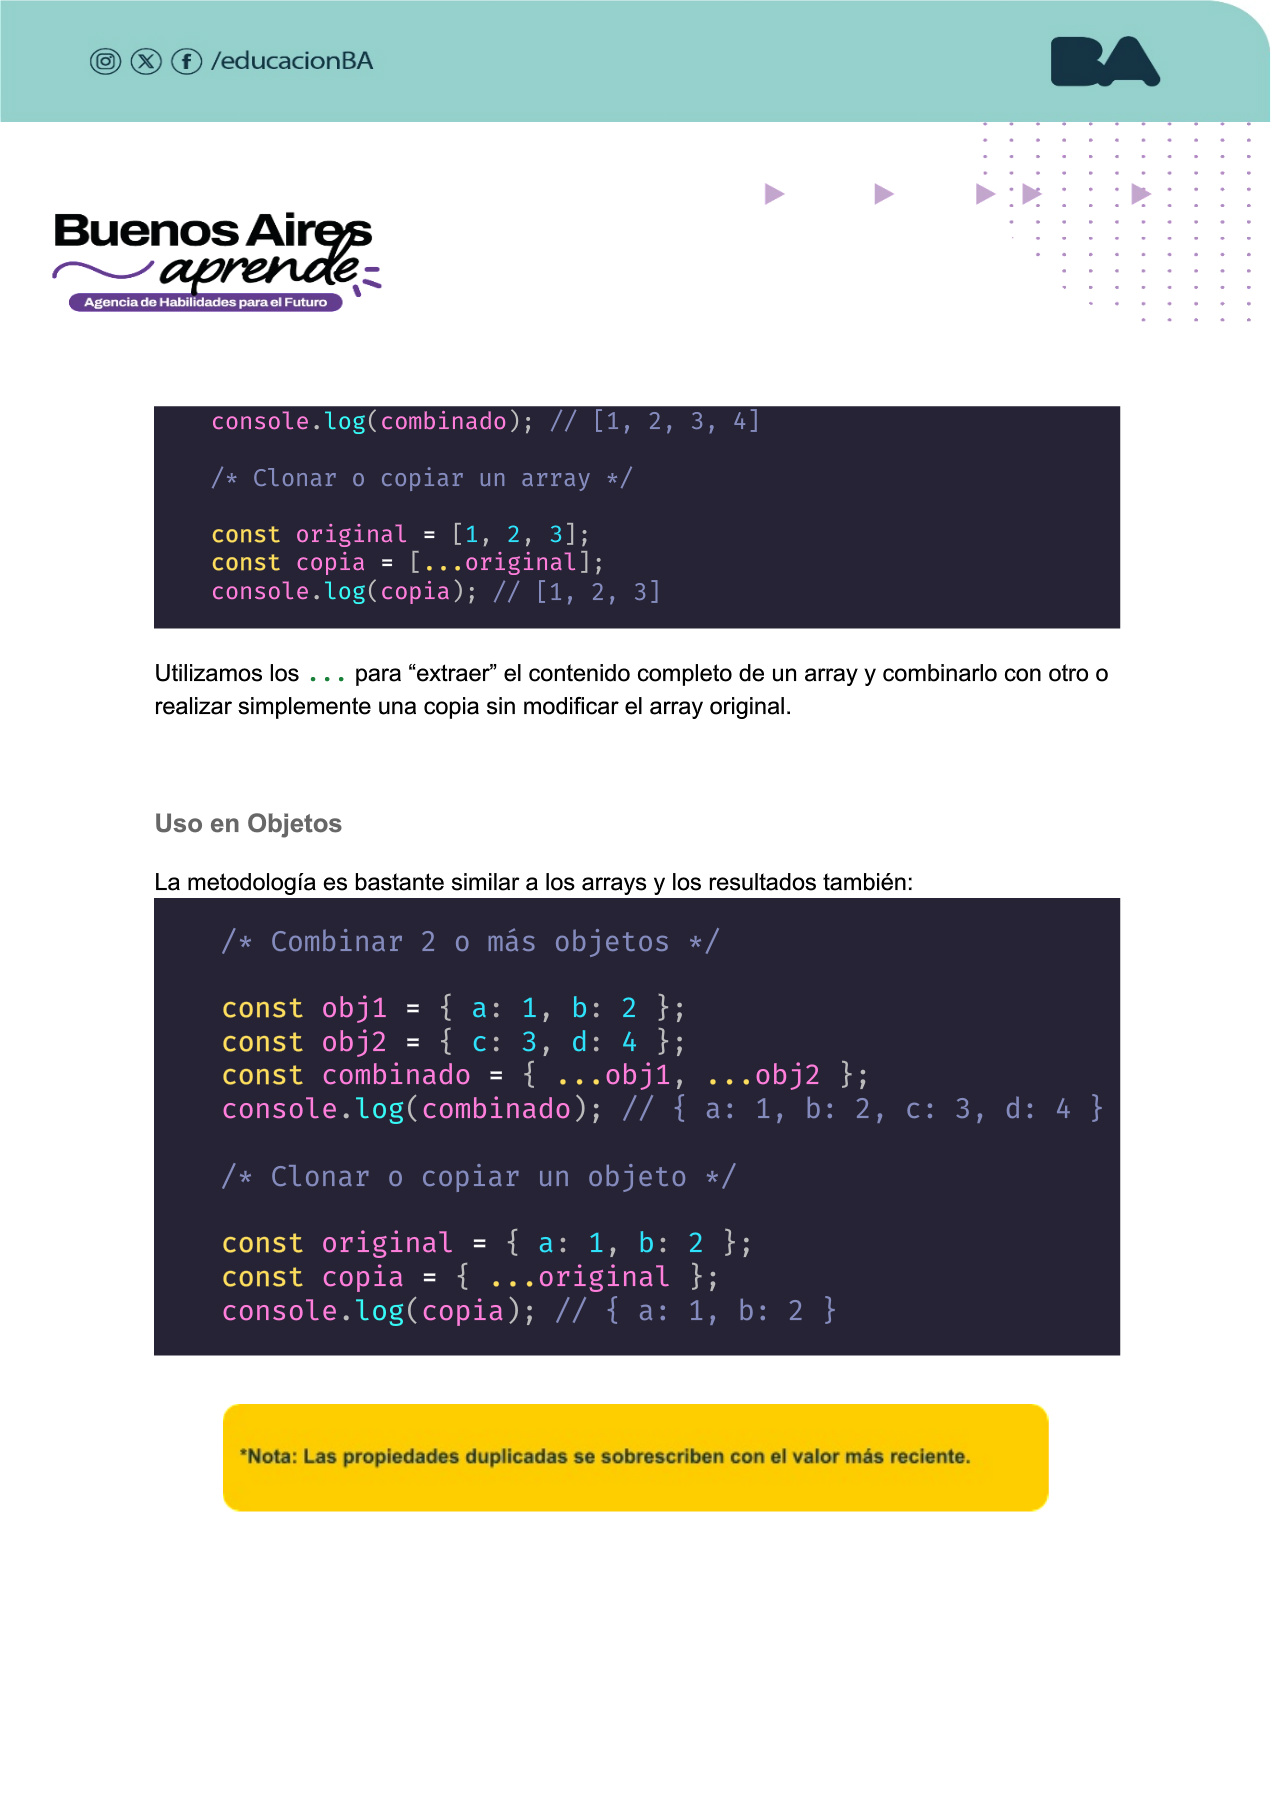 /educacionBA
BA
Buenos Aires
aprende
Agencia de Habilidades para el Futuro
console.log(combinado); // [1, 2, 3, 4]
/* Clonar o copiar un array */
const original = [1, 2, 3];
const copia = [...original];
console.log(copia); // [1, 2, 3]
Utilizamos los ... para “extraer” el contenido completo de un array y combinarlo con otro o
realizar simplemente una copia sin modificar el array original.
Uso en Objetos
La metodología es bastante similar a los arrays y los resultados también:
/* Combinar 2 o más objetos */
const obj1 = { a: 1, b: 2 };
const obj2 = { c: 3, d: 4 };
const combinado = { ...obj1, ...obj2 };
console.log(combinado); // { a: 1, b: 2, c: 3, d: 4 }
/* Clonar o copiar un objeto */
const original = { a: 1, b: 2 };
const copia = { ...original };
console.log(copia); // { a: 1, b: 2 }
*Nota: Las propiedades duplicadas se sobrescriben con el valor más reciente.